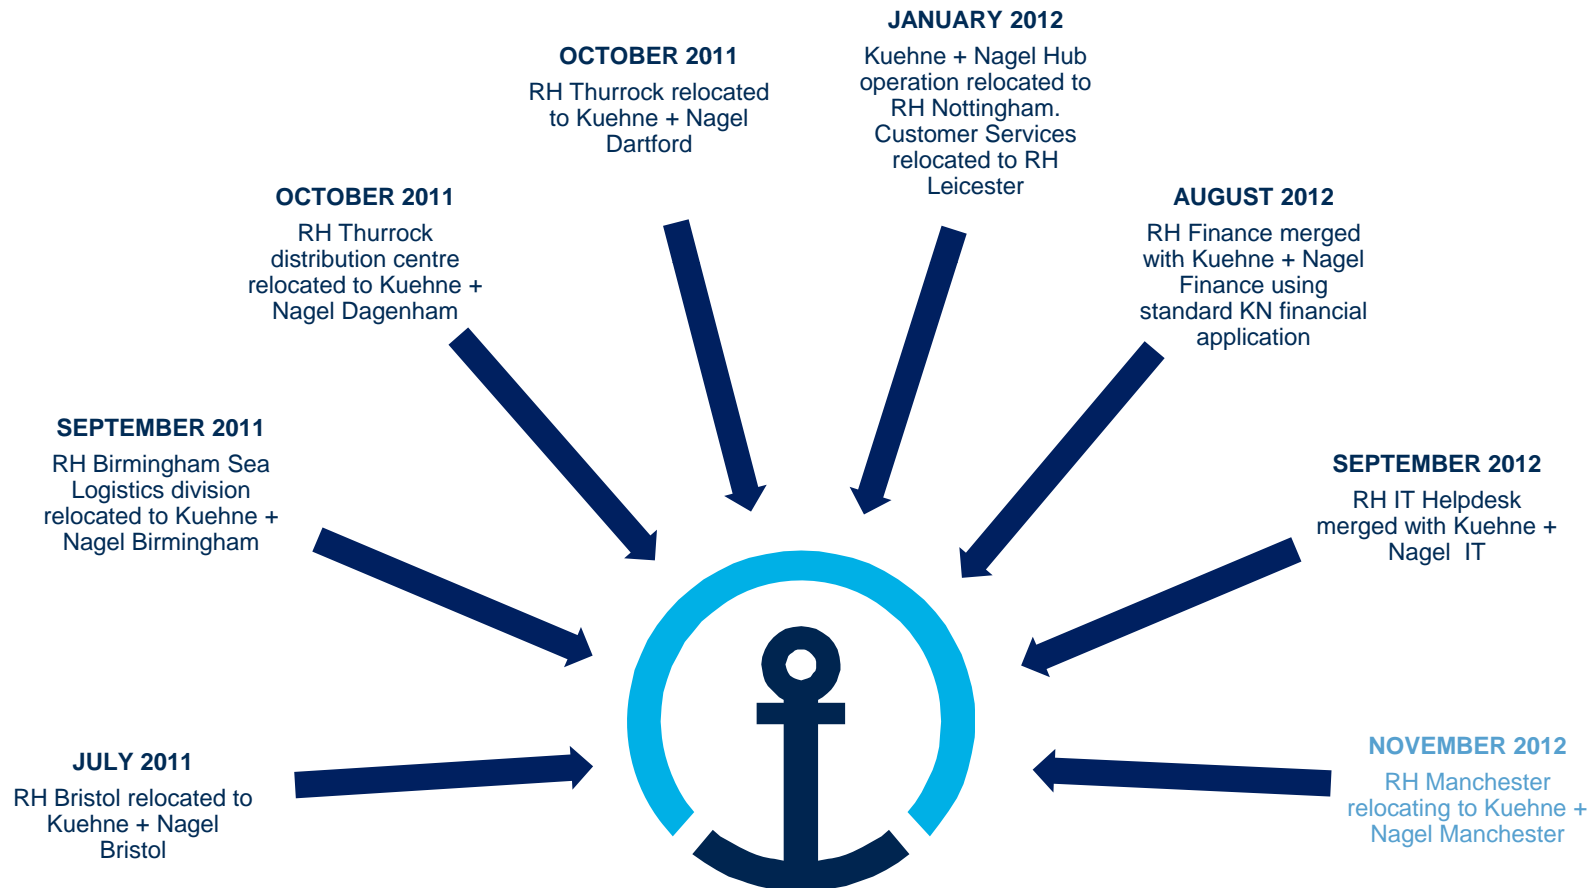 JULY 2011
RH Bristol relocated to
Kuehne + Nagel
Bristol
SEPTEMBER 2011
RH Birmingham Sea
Logistics division
relocated to Kuehne +
Nagel Birmingham
OCTOBER 2011
RH Thurrock
distribution centre
relocated to Kuehne +
Nagel Dagenham
OCTOBER 2011
RH Thurrock relocated
to Kuehne + Nagel
Dartford
JANUARY 2012
Kuehne + Nagel Hub
operation relocated to
RH Nottingham.
Customer Services
relocated to RH
Leicester
AUGUST 2012
RH Finance merged
with Kuehne + Nagel
Finance using
standard KN financial
application
SEPTEMBER 2012
RH IT Helpdesk
merged with Kuehne +
Nagel IT
NOVEMBER 2012
RH Manchester
relocating to Kuehne +
Nagel Manchester